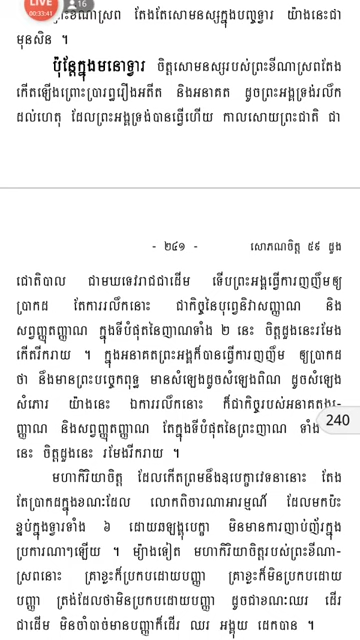 LIVE
00:33:41
16
ព្រះខីណាស្រព តែងតែសោមនស្សក្នុងបញ្ចទ្វារ យ៉ាងនេះជា
មុនសិន ។
ប៉ុន្តែក្នុងមនោទ្វារ ចិត្តសោមនស្សរបស់ព្រះខីណាស្រពតែង
កើតឡើងព្រោះប្រារព្ធរឿងអតីត និងអនាគត ដូចព្រះអង្គទ្រង់រលឹក
ដល់ហេតុ ដែលព្រះអង្គទ្រង់បានធ្វើហើយ កាលសោយព្រះជាតិ ជា
- ២៤១ - សោភណចិត្ត ៥៩ ដួង
ជោតិបាល ជាមឃទេវរាជជាដើម ទើបព្រះអង្គធ្វើការញញឹមឲ្យ
ប្រាកដ តែការរលឹកនោះ ជាកិច្ចនៃបុព្វេនិវាសញ្ញាណ និង
សព្វញ្ញុតញ្ញាណ ក្នុងទីបំផុតនៃញាណទាំង ២ នេះ ចិត្តដួងនេះរមែង
កើតរីករាយ ។ ក្នុងអនាគតព្រះអង្គក៏បានធ្វើការញញឹម ឲ្យប្រាកដ
ថា នឹងមានព្រះបច្ចេកពុទ្ធ មានសំឡេងដូចសំឡេងពិណ ដូចសំឡេង
សំភោរ យ៉ាងនេះ ឯការរលឹកនោះ ក៏ជាកិច្ចរបស់អនាគតង្ស-
ញ្ញាណ និងសព្វញ្ញុតញ្ញាណ តែក្នុងទីបំផុតនៃព្រះញាណ ទាំង
240
នេះ ចិត្តដួងនេះ រមែងរីករាយ ។
មហាកិរិយាចិត្ត ដែលកើតព្រមនឹងឧបេក្ខាវេទនានោះ តែង
តែប្រាកដក្នុងខណៈដែល លោកពិចារណាអារម្មណ៍ ដែលមកប៉ះ
ខ្ទប់ក្នុងទ្វារទាំង ៦ ដោយឆឡង្គុបេក្ខា មិនមានការញាប់ញ័រក្នុង
ប្រការណាៗឡើយ ។ ម៉្យាងទៀត មហាកិរិយាចិត្តរបស់ព្រះខីណា-
ស្រពនោះ គ្រាខ្លះក៏ប្រកបដោយបញ្ញា គ្រាខ្លះក៏មិនប្រកបដោយ
បញ្ញា ត្រង់ដែលថាមិនប្រកបដោយបញ្ញា ដូចជាខណៈឈរ ដើរ
ជាដើម មិនចាំបាច់មានបញ្ញាក៏ដើរ ឈរ អង្គុយ ដេកបាន ។